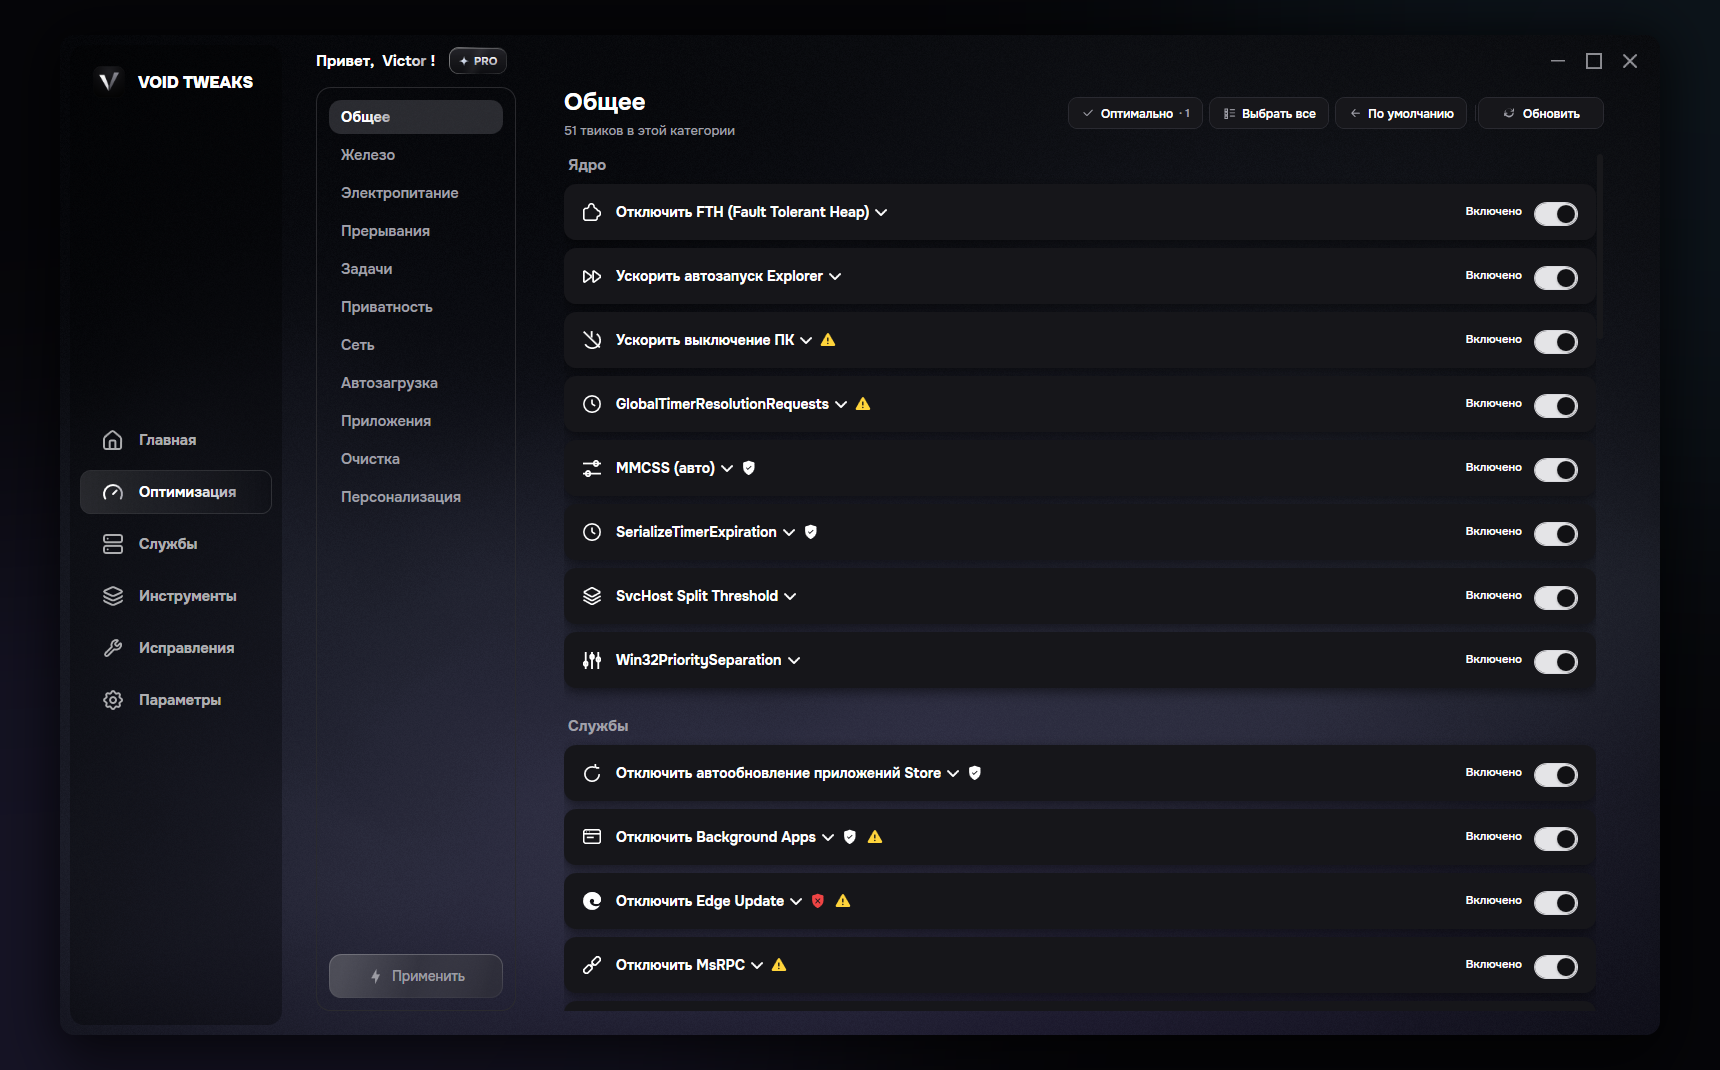 VOID TWEAKS
Главная
Оптимизация
Службы
Инструменты
Исправления
Параметры
Привет, Victor !
PRO
Общее
Железо
Электропитание
Прерывания
Задачи
Приватность
Сеть
Автозагрузка
Приложения
Очистка
Персонализация
Применить
Общее
51 твиков в этой категории
Оптимально · 1
Выбрать все
По умолчанию
Обновить
Ядро
Отключить FTH (Fault Tolerant Heap) Включено
Ускорить автозапуск Explorer Включено
Ускорить выключение ПК Включено
GlobalTimerResolutionRequests Включено
MMCSS (авто) Включено
SerializeTimerExpiration Включено
SvcHost Split Threshold Включено
Win32PrioritySeparation Включено
Службы
Отключить автообновление приложений Store Включено
Отключить Background Apps Включено
Отключить Edge Update Включено
Отключить MsRPC Включено